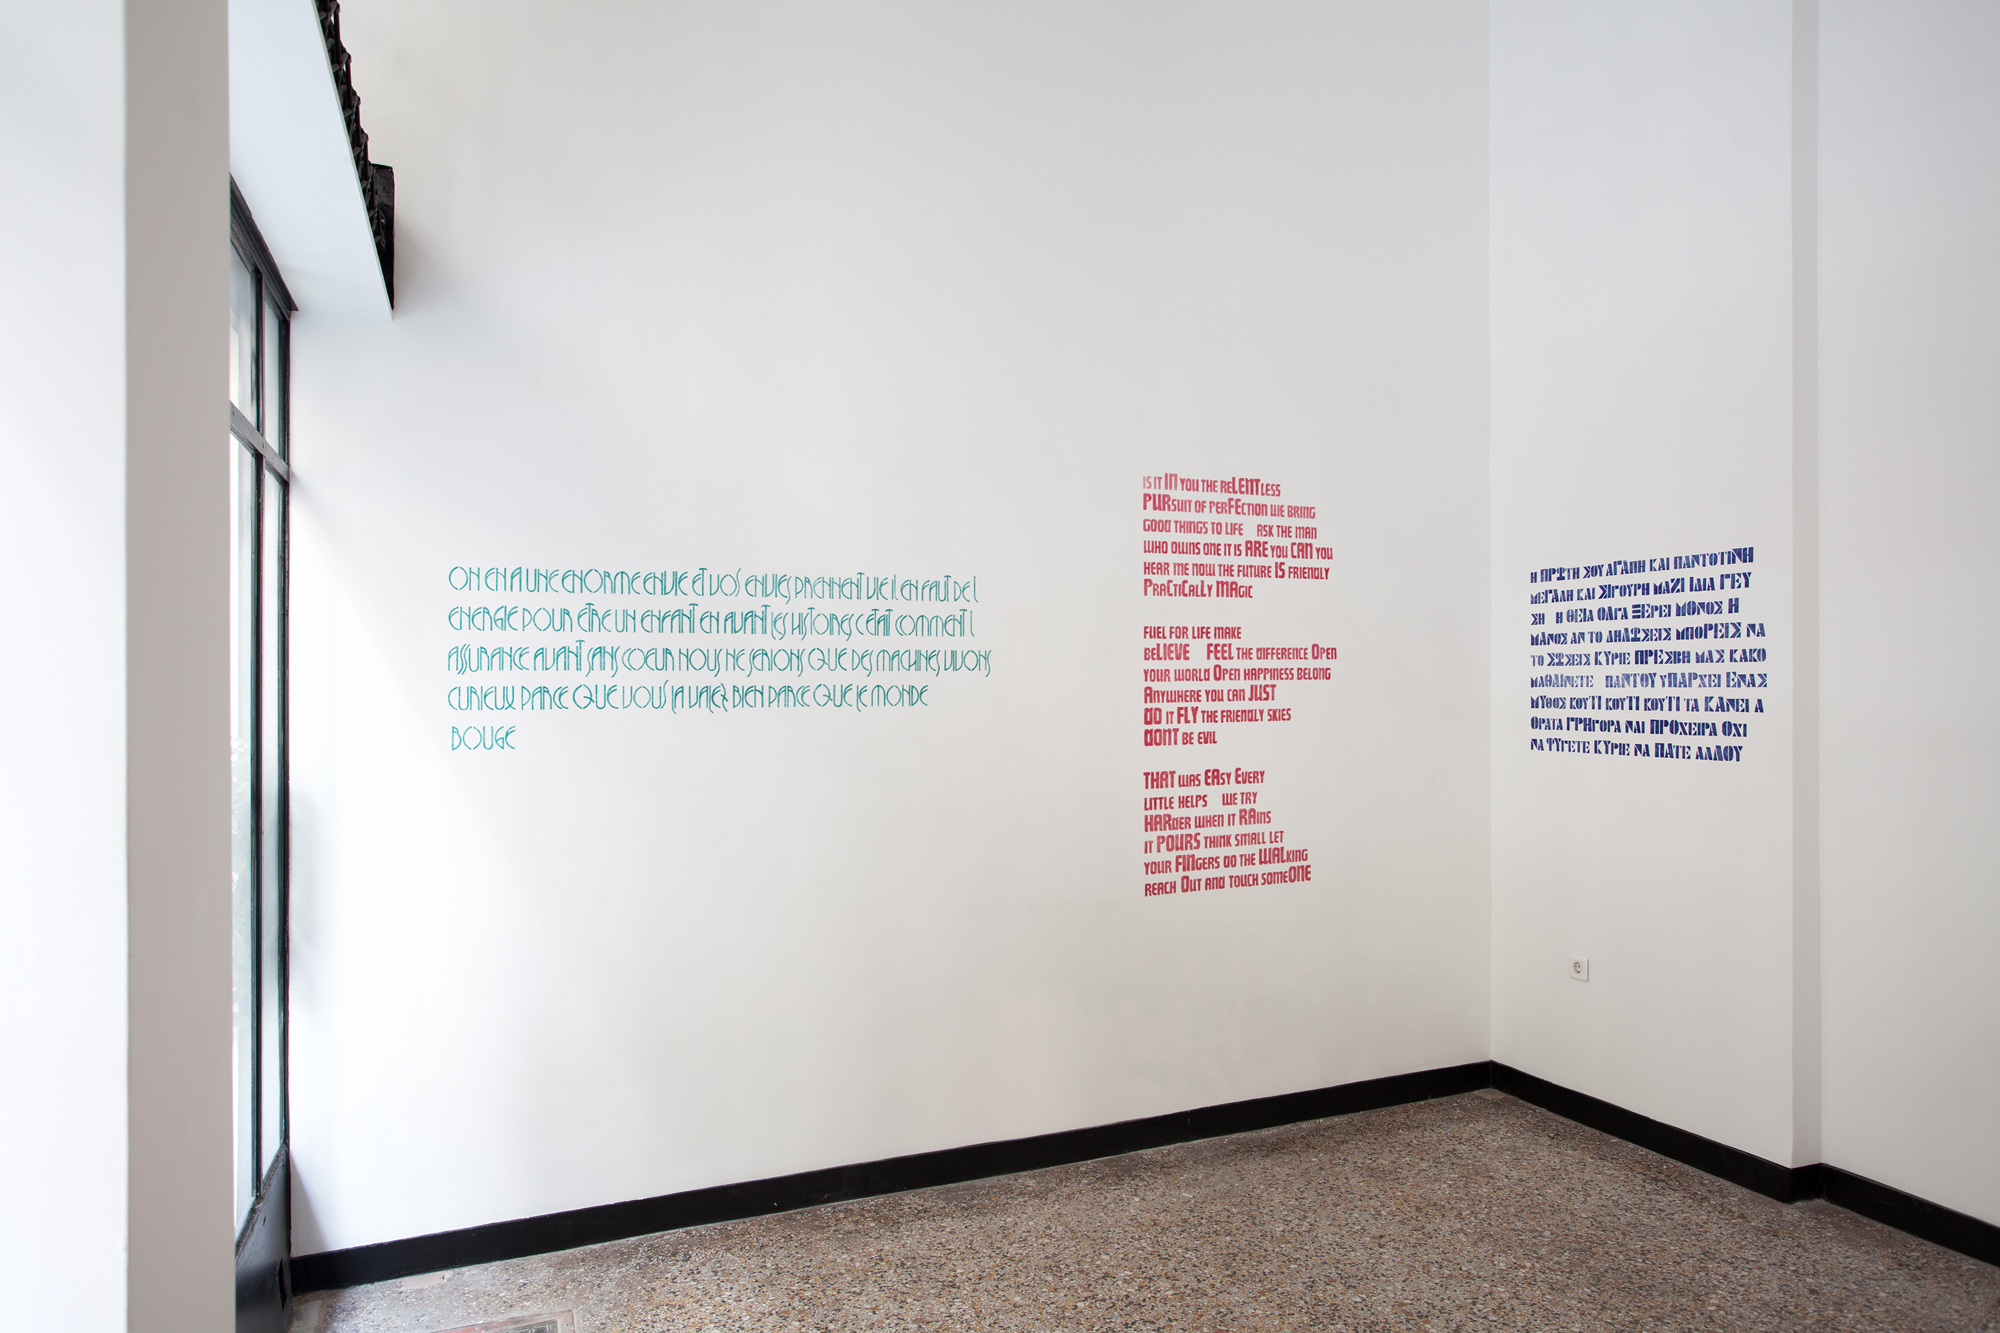 ON EN A UNE ENORME ENVIE ET VOS ENVIES PRENNENT VIE IL EN FAUT DE L
ENERGIE POUR ÊTRE UN ENFANT EN AVANT LES HISTOIRES C ÉTAIT COMMENT L
ASSURANCE AVANT SANS COEUR NOUS NE SERIONS QUE DES MACHINES VIVONS
CURIEUX PARCE QUE VOUS LA VALEZ BIEN PARCE QUE LE MONDE
BOUGE
IS IT IN YOU THE RELENTLESS
PURSUIT OF PERFECTION WE BRING
GOOD THINGS TO LIFE ASK THE MAN
WHO OWNS ONE IT IS ARE YOU CAN YOU
HEAR ME NOW THE FUTURE IS FRIENDLY
PRACTICALLY MAGIC
FUEL FOR LIFE MAKE
BELIEVE FEEL THE DIFFERENCE OPEN
YOUR WORLD OPEN HAPPINESS BELONG
ANYWHERE YOU CAN JUST
DO IT FLY THE FRIENDLY SKIES
DONT BE EVIL
THAT WAS EASY EVERY
LITTLE HELPS WE TRY
HARDER WHEN IT RAINS
IT POURS THINK SMALL LET
YOUR FINGERS DO THE WALKING
REACH OUT AND TOUCH SOMEONE
Η ΠΡΩΤΗ ΣΟΥ ΑΓΑΠΗ ΚΑΙ ΠΑΝΤΟΤΙΝΗ
ΜΕΓΑΛΗ ΚΑΙ ΣΙΓΟΥΡΗ ΜΑΖΙ ΙΔΙΑ ΓΕΥ
ΣΗ Η ΘΕΙΑ ΟΛΓΑ ΞΕΡΕΙ ΜΟΝΟΣ Η
ΜΑΝΟΣ ΑΝ ΤΟ ΔΗΛΩΣΕΙΣ ΜΠΟΡΕΙΣ ΝΑ
ΤΟ ΣΩΣΕΙΣ ΚΥΡΙΕ ΠΡΕΣΒΗ ΜΑΣ ΚΑΚΟ
ΜΑΘΑΙΝΕΤΕ ΠΑΝΤΟΥ ΥΠΑΡΧΕΙ ΕΝΑΣ
ΜΥΘΟΣ ΚΟΥΤΙ ΚΟΥΤΙ ΚΟΥΤΙ ΤΑ ΚΑΝΕΙ Α
ΟΡΑΤΑ ΓΡΗΓΟΡΑ ΝΑΙ ΠΡΟΧΕΙΡΑ ΟΧΙ
ΝΑ ΦΥΓΕΤΕ ΚΥΡΙΕ ΝΑ ΠΑΤΕ ΑΛΛΟΥ